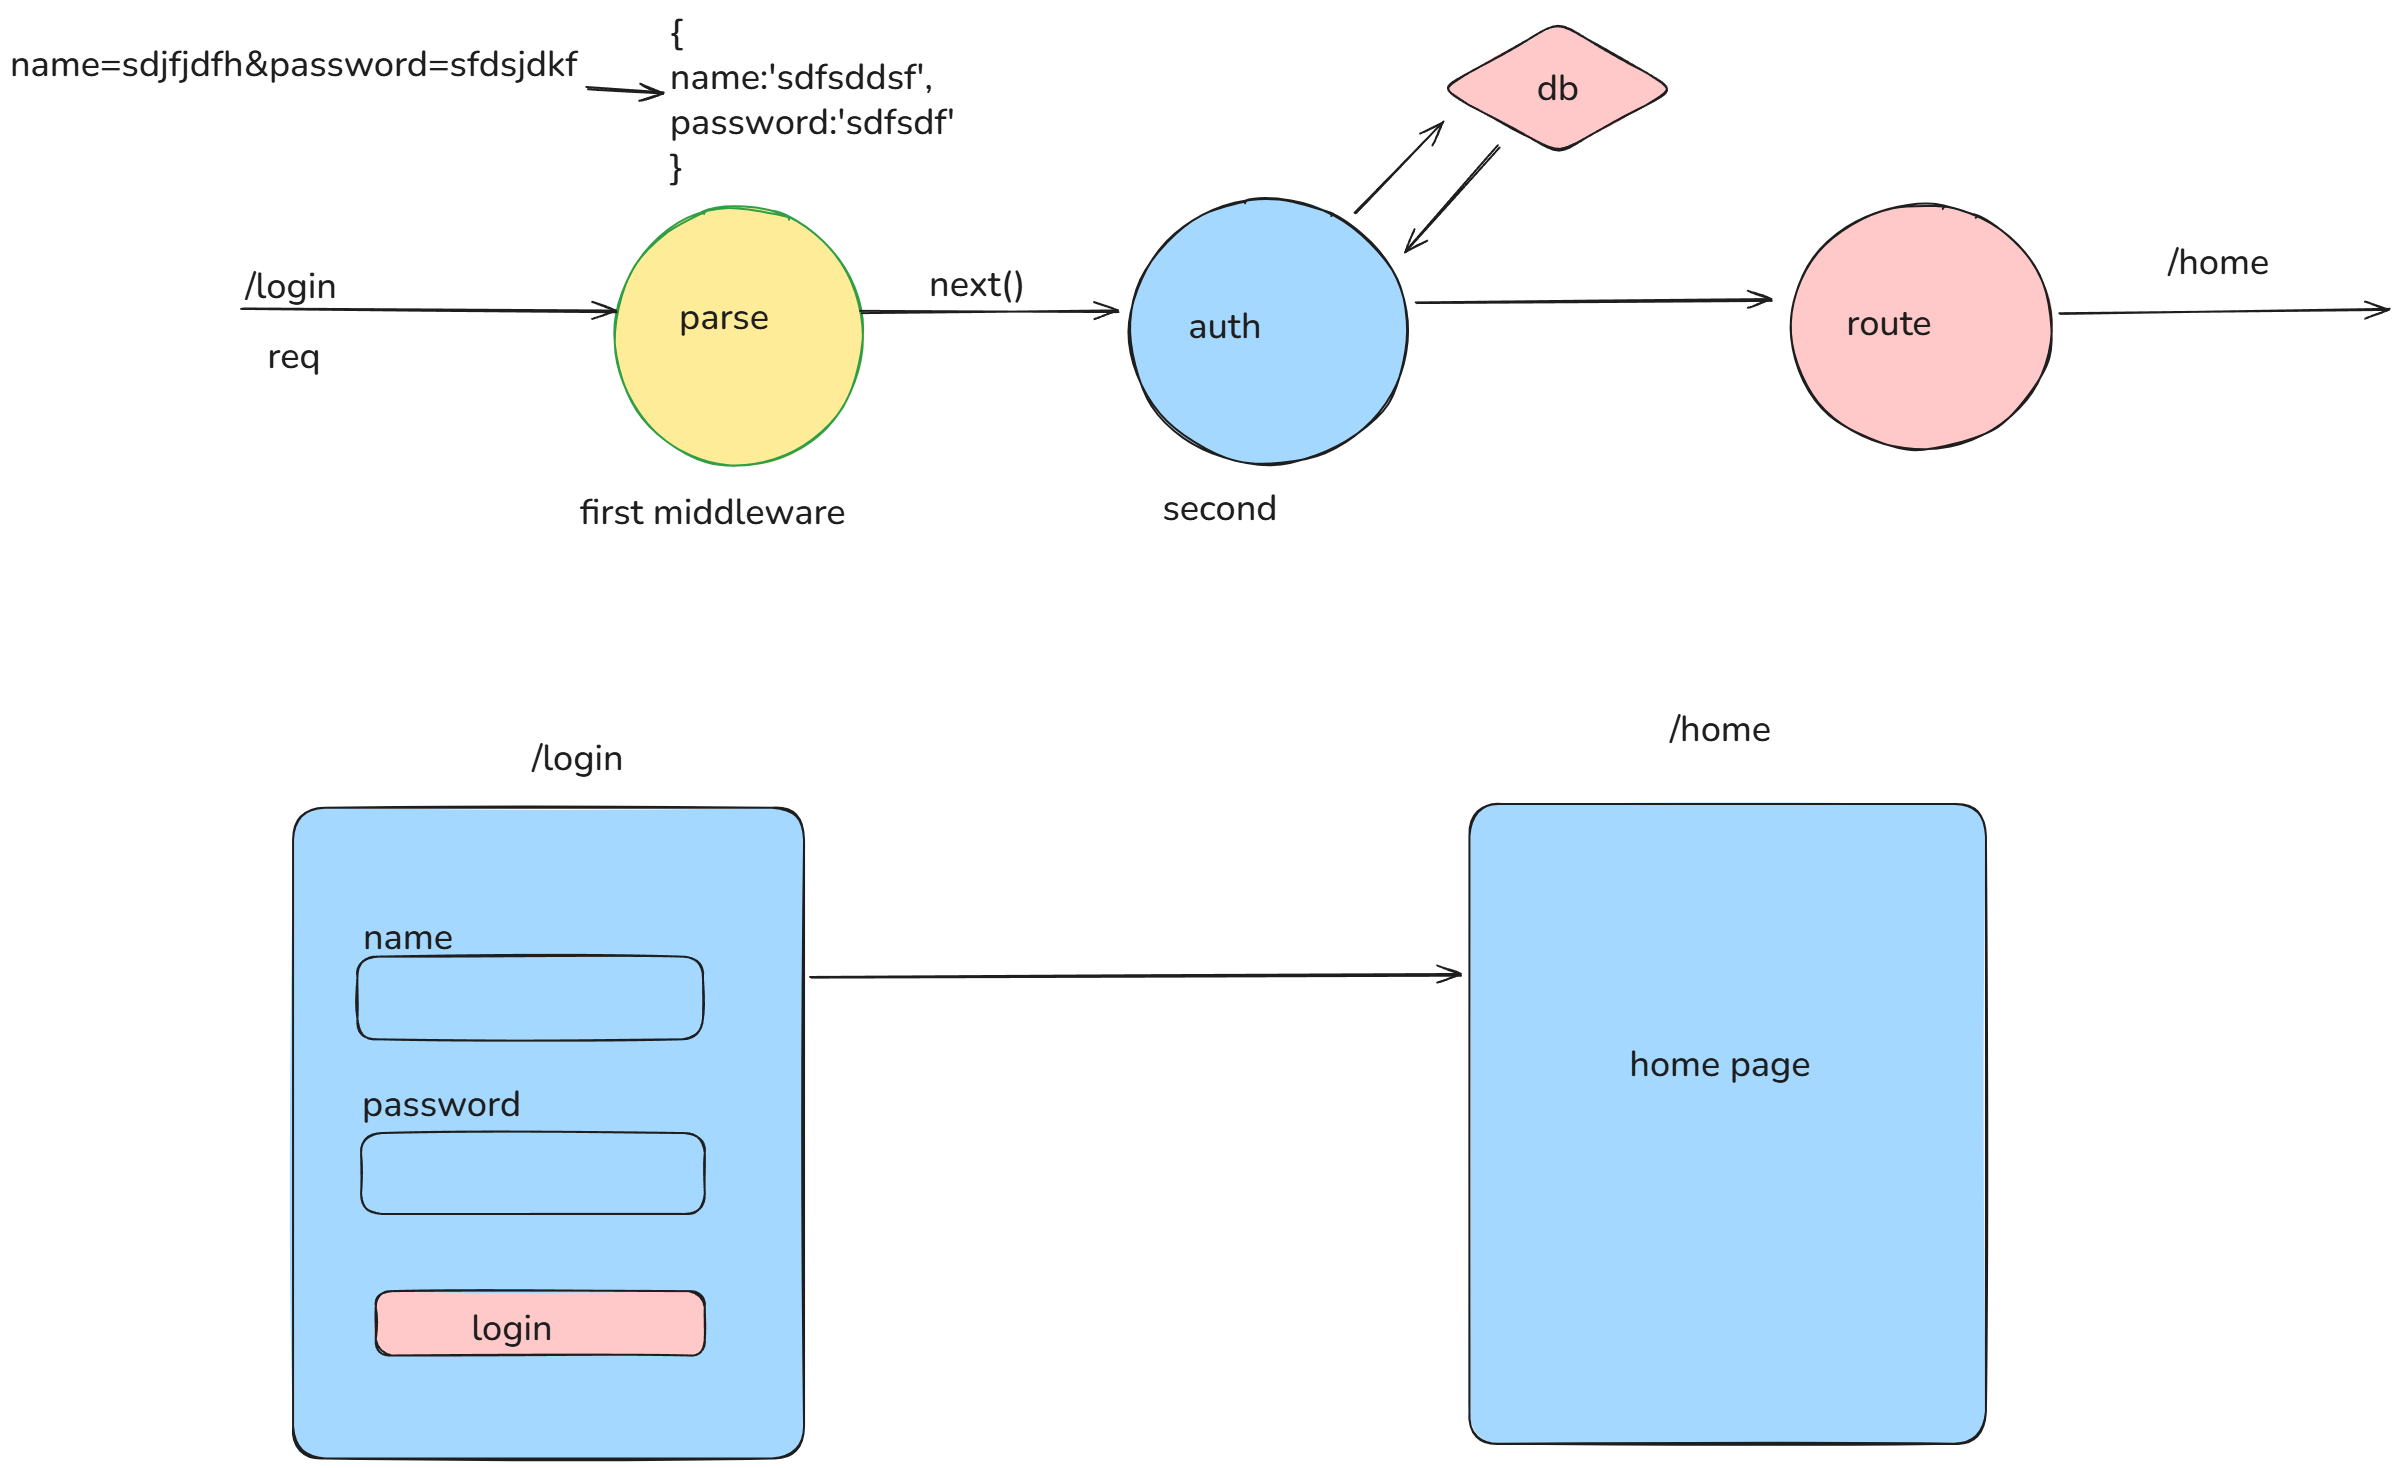 name=sdjfjdfh&password=sfdsjdkf
{
name:'sdfsddsf',
password:'sdfsdf'
}
db
/login
req
parse
next()
auth
route
/home
first middleware
second
/login
/home
name
password
login
home page